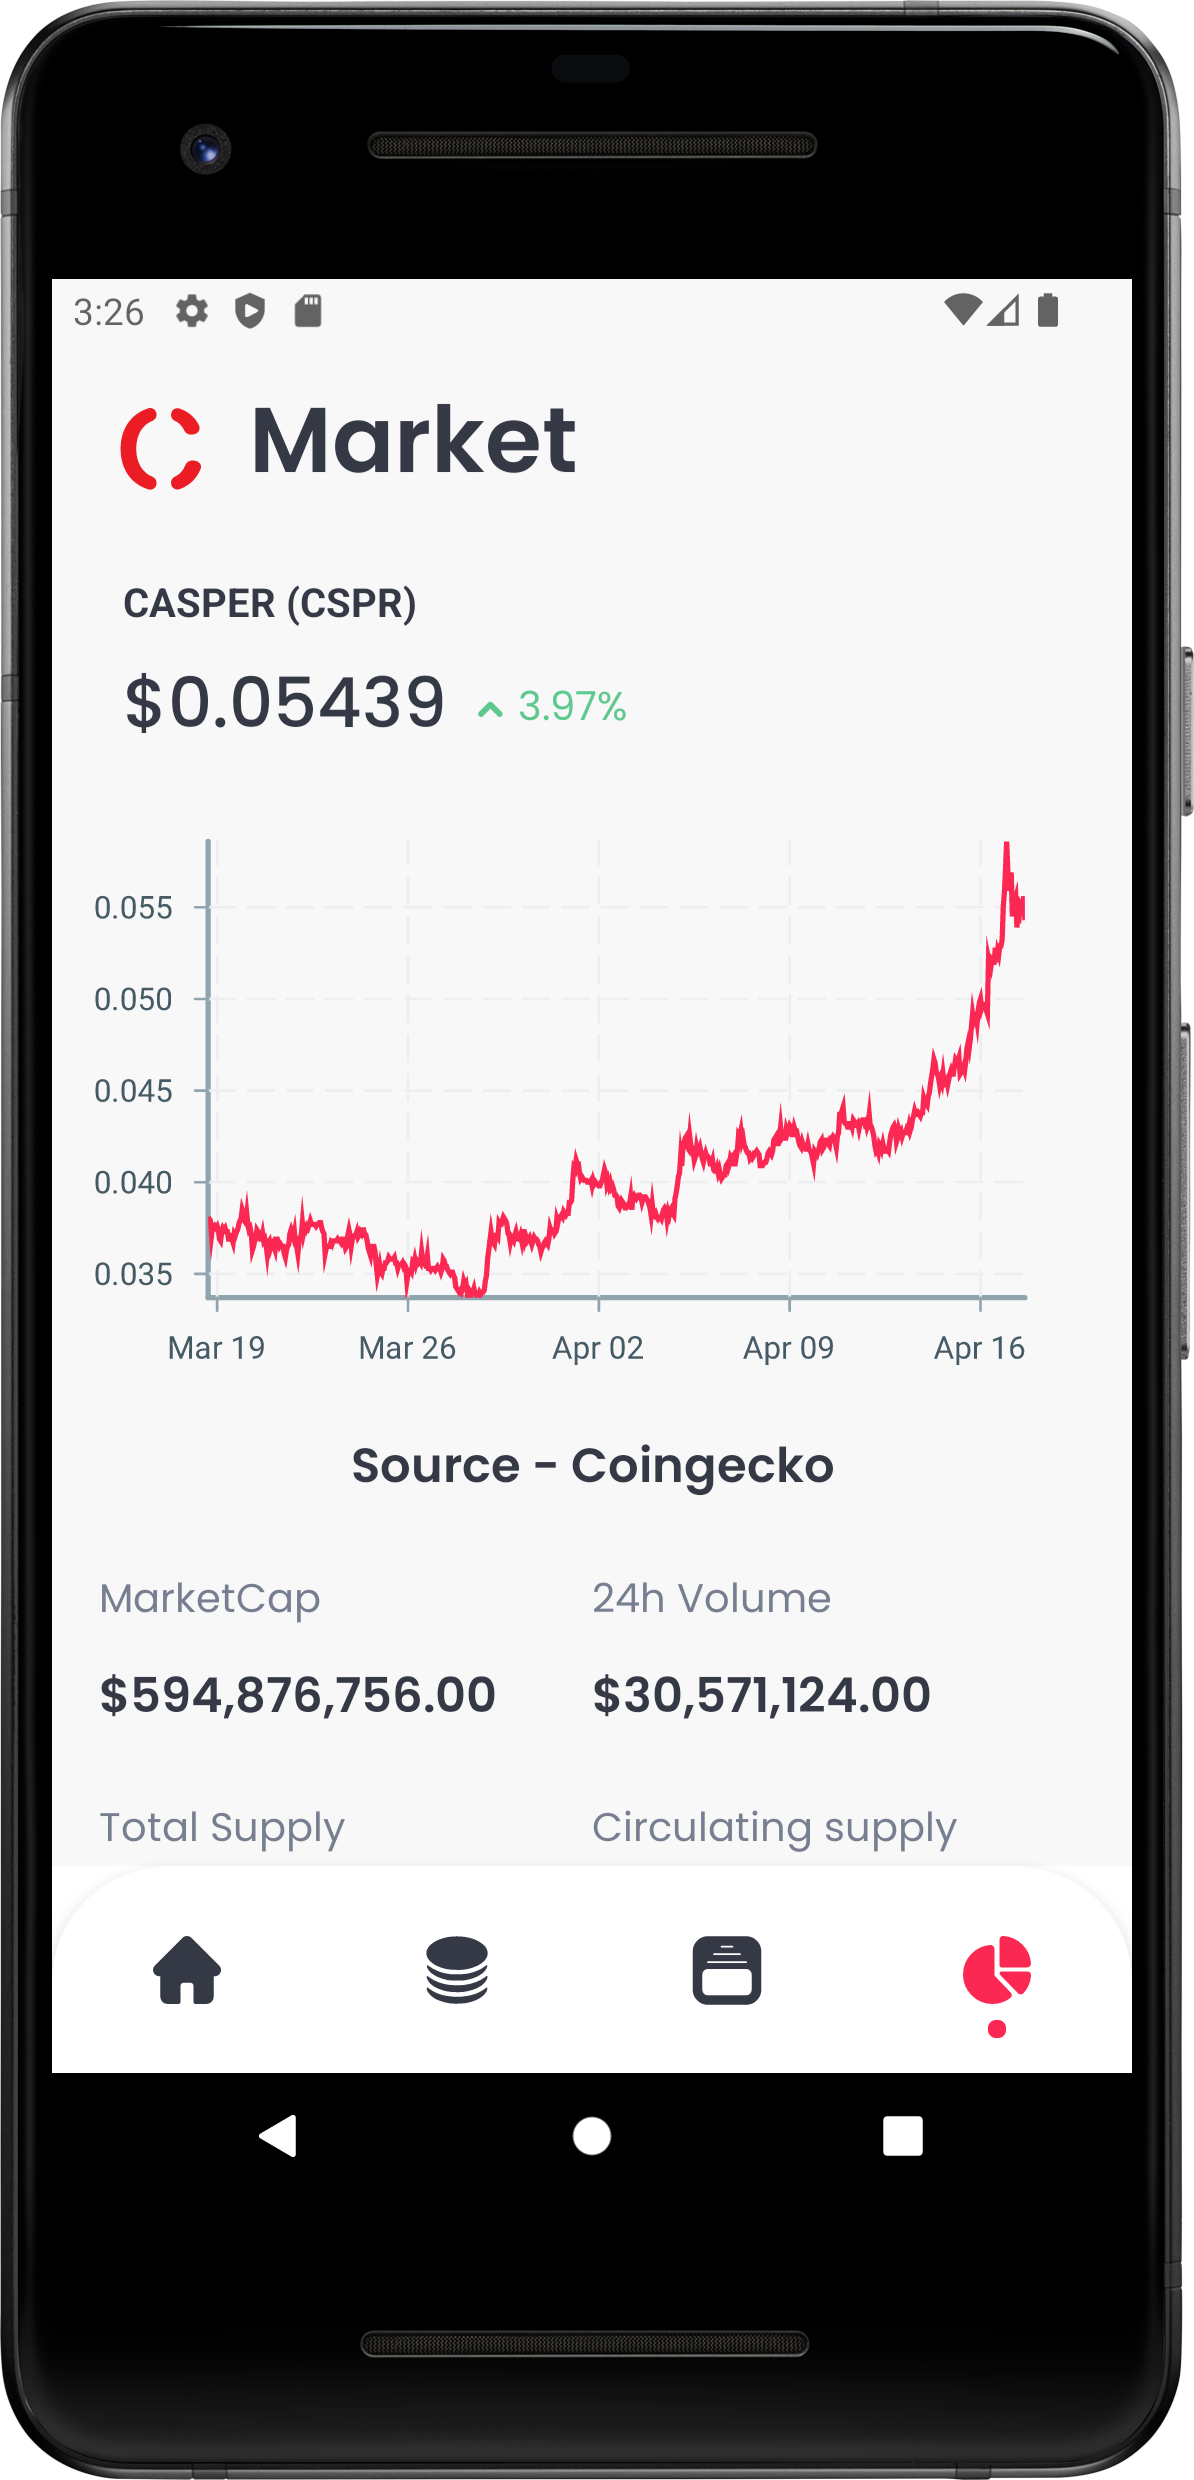 3:26
Market
CASPER (CSPR)
$0.05439 3.97%
0.055
0.050
0.045
0.040
0.035
Mar 19 Mar 26 Apr 02 Apr 09 Apr 16
Source - Coingecko
MarketCap 24h Volume
$594,876,756.00 $30,571,124.00
Total Supply Circulating supply